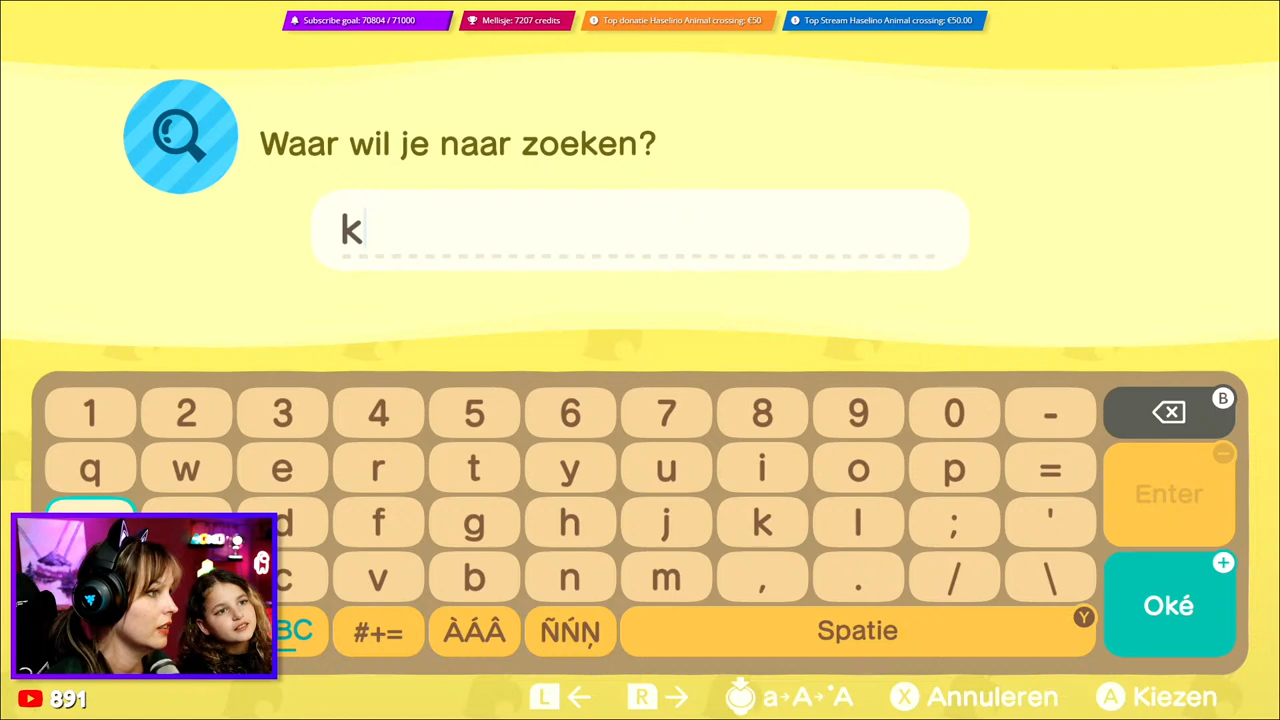 Subscribe goal: 70804 / 71000
Mellisje: 7207 credits
Top donatie Haselino Animal crossing: €50
Top Stream Haselino Animal crossing: €50.00
Waar wil je naar zoeken?
k
1 2 3 4 5 6 7 8 9 0 - B
q w e r t y u i o p = Enter
d f g h j k l ; '
c v b n m , . / \ + Oké
BC #+= ÀÁÂ ÑŃŅ Spatie Y
891 L ← R → a→A→*A X Annuleren A Kiezen